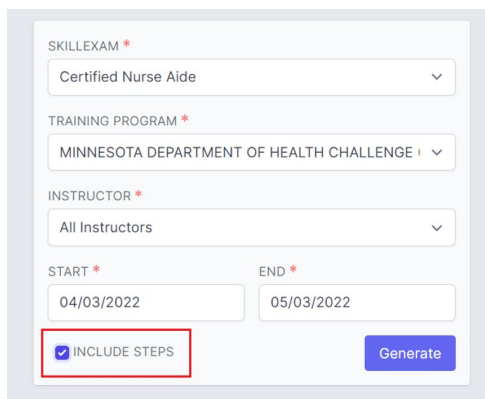 SKILLEXAM *
Certified Nurse Aide
TRAINING PROGRAM *
MINNESOTA DEPARTMENT OF HEALTH CHALLENGE
INSTRUCTOR *
All Instructors
START * END *
04/03/2022 05/03/2022
INCLUDE STEPS Generate